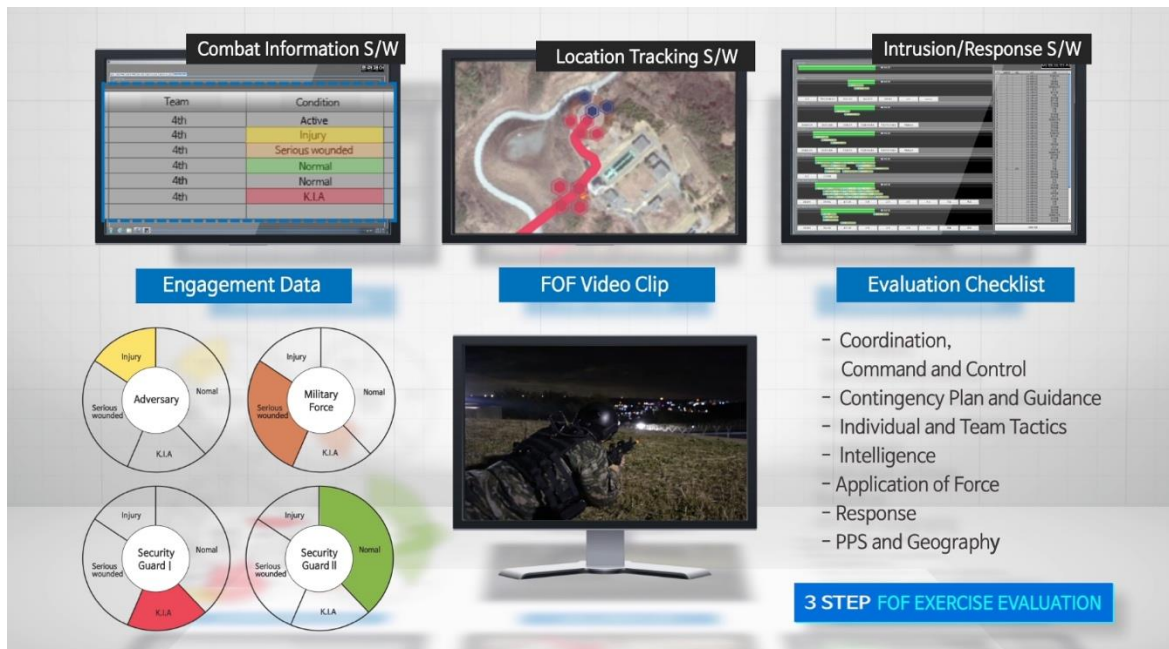 Combat Information S/W
Team Condition
4th Active
4th Injury
4th Serious wounded
4th Normal
4th Normal
4th K.I.A
Location Tracking S/W
Intrusion/Response S/W
Engagement Data
FOF Video Clip
Evaluation Checklist
Injury
Nomal
Serious
wounded
K.I.A
Adversary
Injury
Nomal
Serious
wounded
K.I.A
Military
Force
Injury
Nomal
Serious
wounded
K.I.A
Security
Guard I
Injury
Nomal
Serious
wounded
K.I.A
Security
Guard II
- Coordination,
Command and Control
- Contingency Plan and Guidance
- Individual and Team Tactics
- Intelligence
- Application of Force
- Response
- PPS and Geography
3 STEP FOF EXERCISE EVALUATION